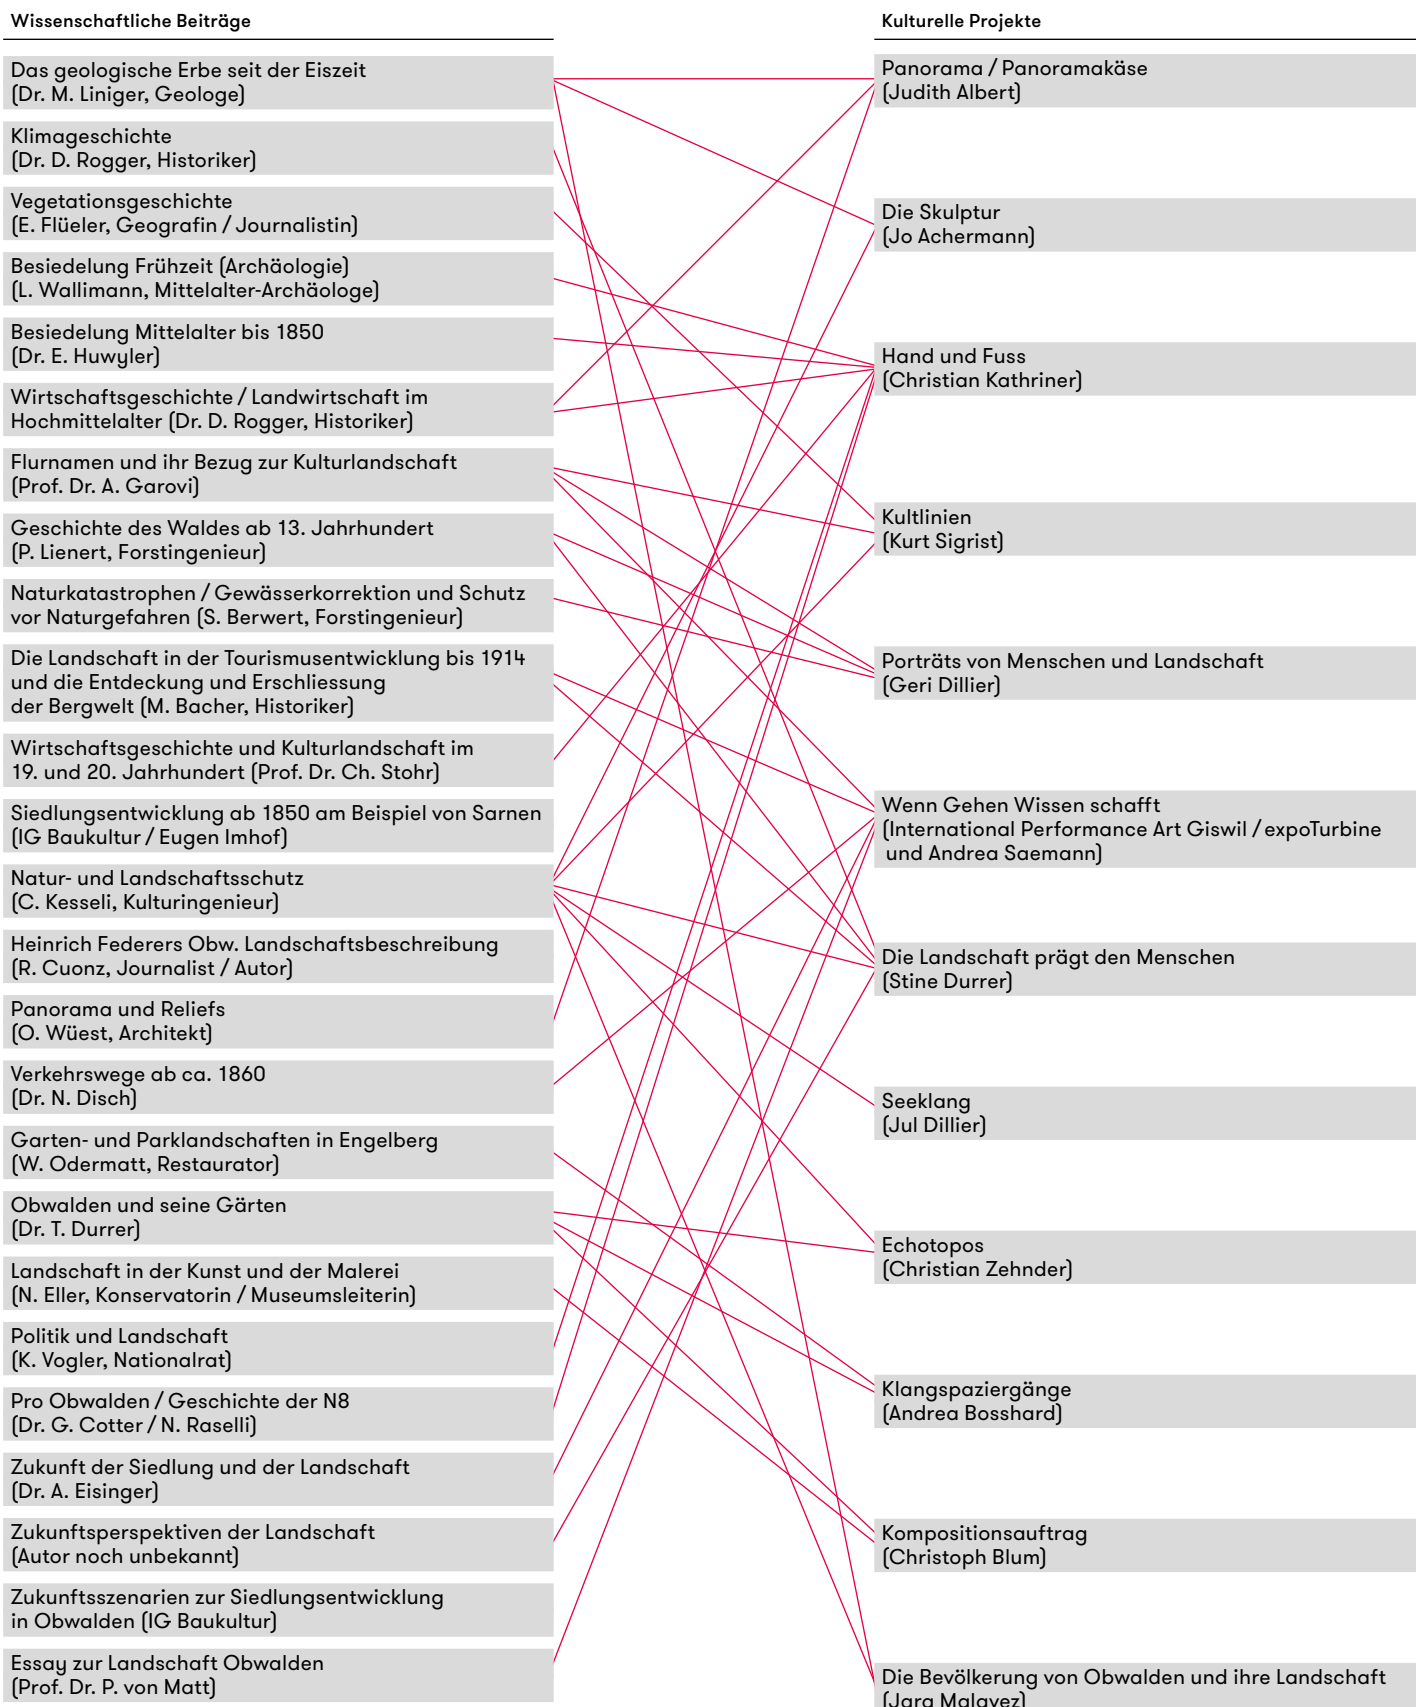 Wissenschaftliche Beiträge
Das geologische Erbe seit der Eiszeit
(Dr. M. Liniger, Geologe)
Klimageschichte
(Dr. D. Rogger, Historiker)
Vegetationsgeschichte
(E. Flüeler, Geografin / Journalistin)
Besiedelung Frühzeit (Archäologie)
(L. Wallimann, Mittelalter-Archäologe)
Besiedelung Mittelalter bis 1850
(Dr. E. Huwyler)
Wirtschaftsgeschichte / Landwirtschaft im
Hochmittelalter (Dr. D. Rogger, Historiker)
Flurnamen und ihr Bezug zur Kulturlandschaft
(Prof. Dr. A. Garovi)
Geschichte des Waldes ab 13. Jahrhundert
(P. Lienert, Forstingenieur)
Naturkatastrophen / Gewässerkorrektion und Schutz
vor Naturgefahren (S. Berwert, Forstingenieur)
Die Landschaft in der Tourismusentwicklung bis 1914
und die Entdeckung und Erschliessung
der Bergwelt (M. Bacher, Historiker)
Wirtschaftsgeschichte und Kulturlandschaft im
19. und 20. Jahrhundert (Prof. Dr. Ch. Stohr)
Siedlungsentwicklung ab 1850 am Beispiel von Sarnen
(IG Baukultur / Eugen Imhof)
Natur- und Landschaftsschutz
(C. Kesseli, Kulturingenieur)
Heinrich Federers Obw. Landschaftsbeschreibung
(R. Cuonz, Journalist / Autor)
Panorama und Reliefs
(O. Wüest, Architekt)
Verkehrswege ab ca. 1860
(Dr. N. Disch)
Garten- und Parklandschaften in Engelberg
(W. Odermatt, Restaurator)
Obwalden und seine Gärten
(Dr. T. Durrer)
Landschaft in der Kunst und der Malerei
(N. Eller, Konservatorin / Museumsleiterin)
Politik und Landschaft
(K. Vogler, Nationalrat)
Pro Obwalden / Geschichte der N8
(Dr. G. Cotter / N. Raselli)
Zukunft der Siedlung und der Landschaft
(Dr. A. Eisinger)
Zukunftsperspektiven der Landschaft
(Autor noch unbekannt)
Zukunftsszenarien zur Siedlungsentwicklung
in Obwalden (IG Baukultur)
Essay zur Landschaft Obwalden
(Prof. Dr. P. von Matt)
Kulturelle Projekte
Panorama / Panoramakäse
(Judith Albert)
Die Skulptur
(Jo Achermann)
Hand und Fuss
(Christian Kathriner)
Kultlinien
(Kurt Sigrist)
Porträts von Menschen und Landschaft
(Geri Dillier)
Wenn Gehen Wissen schafft
(International Performance Art Giswil / expoTurbine
und Andrea Saemann)
Die Landschaft prägt den Menschen
(Stine Durrer)
Seeklang
(Jul Dillier)
Echotopos
(Christian Zehnder)
Klangspaziergänge
(Andrea Bosshard)
Kompositionsauftrag
(Christoph Blum)
Die Bevölkerung von Obwalden und ihre Landschaft
(Jara Malavez)